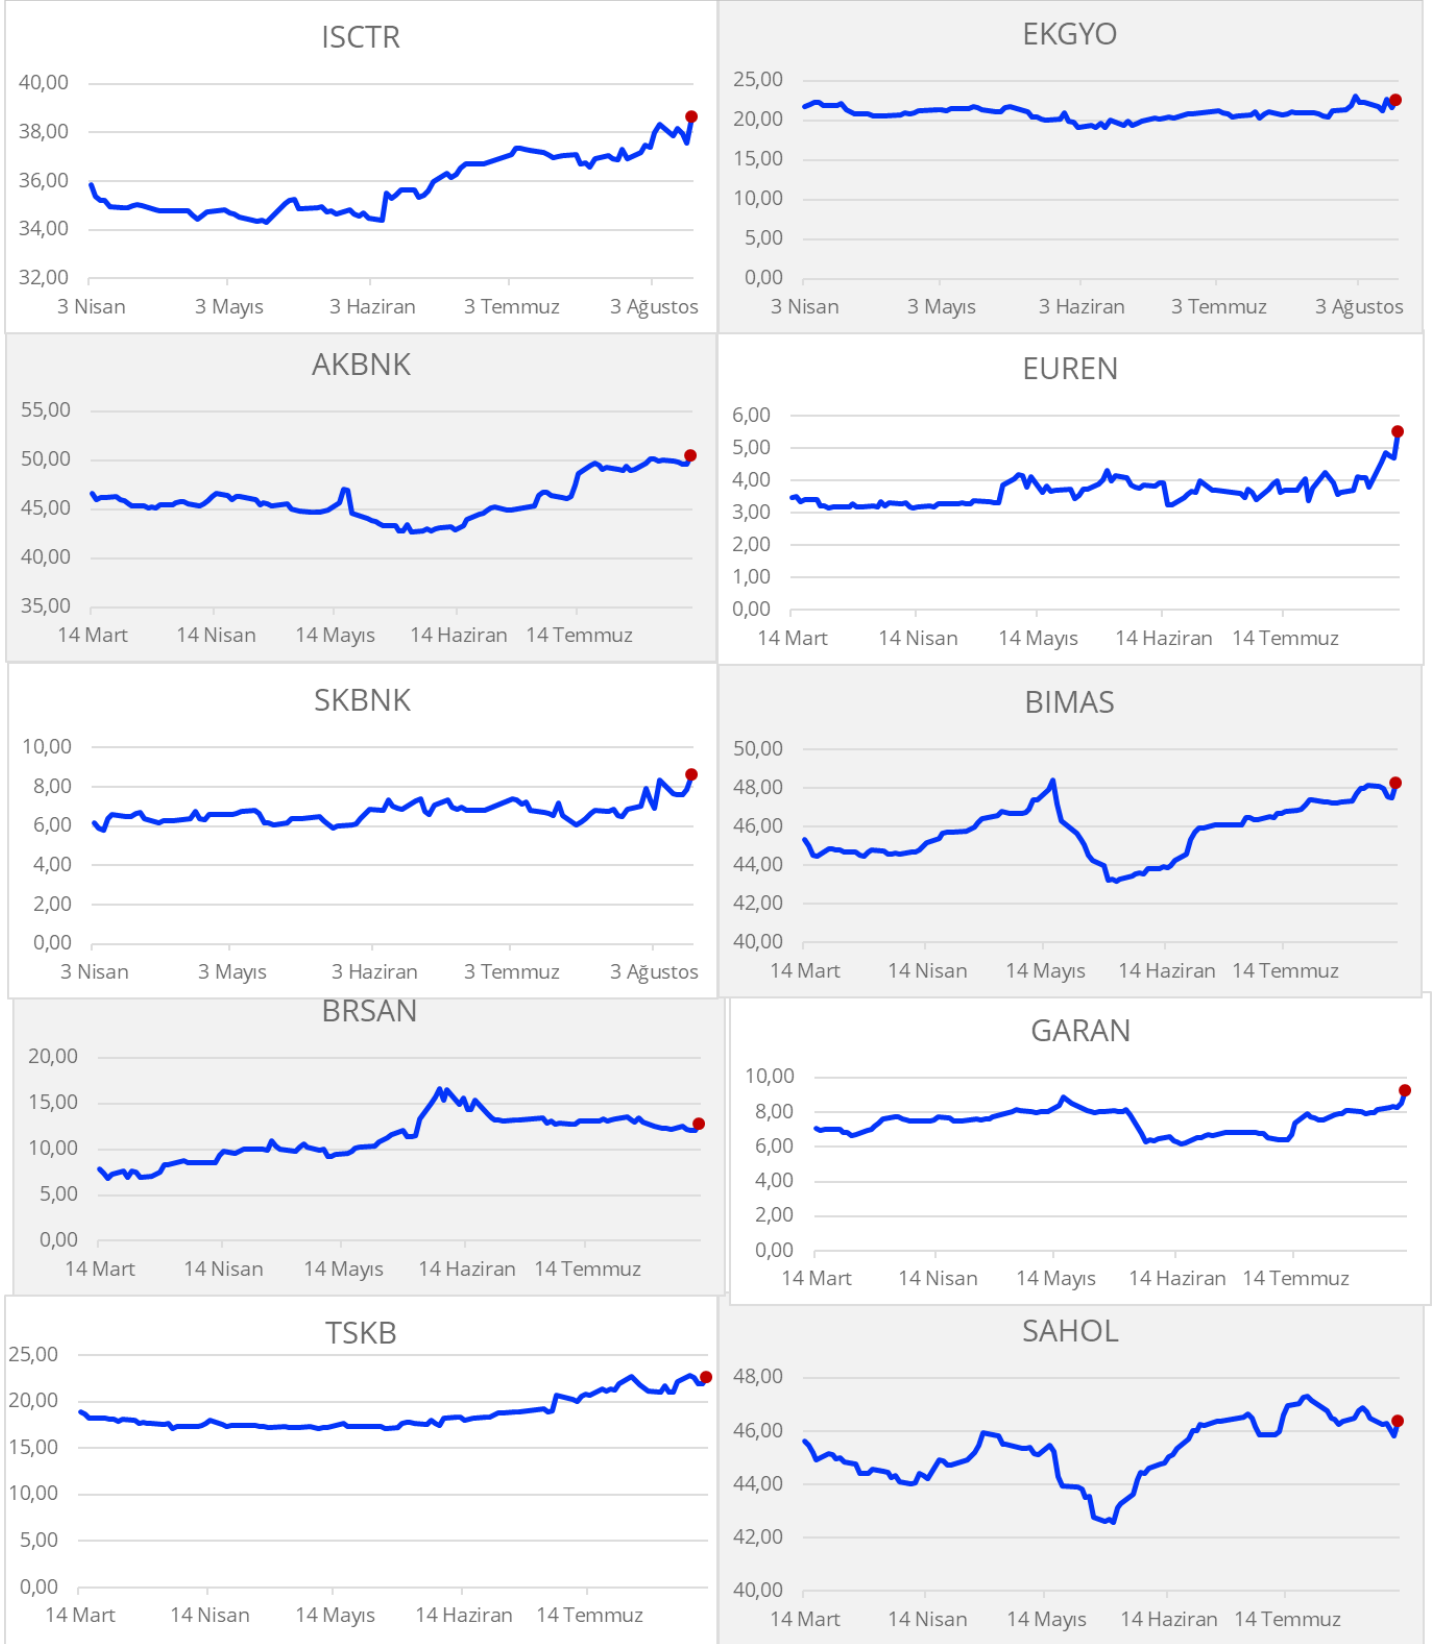 ISCTR
40,00
38,00
36,00
34,00
32,00
3 Nisan 3 Mayıs 3 Haziran 3 Temmuz 3 Ağustos
EKGYO
25,00
20,00
15,00
10,00
5,00
0,00
3 Nisan 3 Mayıs 3 Haziran 3 Temmuz 3 Ağustos
AKBNK
55,00
50,00
45,00
40,00
35,00
14 Mart 14 Nisan 14 Mayıs 14 Haziran 14 Temmuz
EUREN
6,00
5,00
4,00
3,00
2,00
1,00
0,00
14 Mart 14 Nisan 14 Mayıs 14 Haziran 14 Temmuz
SKBNK
10,00
8,00
6,00
4,00
2,00
0,00
3 Nisan 3 Mayıs 3 Haziran 3 Temmuz 3 Ağustos
BIMAS
50,00
48,00
46,00
44,00
42,00
40,00
14 Mart 14 Nisan 14 Mayıs 14 Haziran 14 Temmuz
BRSAN
20,00
15,00
10,00
5,00
0,00
14 Mart 14 Nisan 14 Mayıs 14 Haziran 14 Temmuz
GARAN
10,00
8,00
6,00
4,00
2,00
0,00
14 Mart 14 Nisan 14 Mayıs 14 Haziran 14 Temmuz
TSKB
25,00
20,00
15,00
10,00
5,00
0,00
14 Mart 14 Nisan 14 Mayıs 14 Haziran 14 Temmuz
SAHOL
48,00
46,00
44,00
42,00
40,00
14 Mart 14 Nisan 14 Mayıs 14 Haziran 14 Temmuz